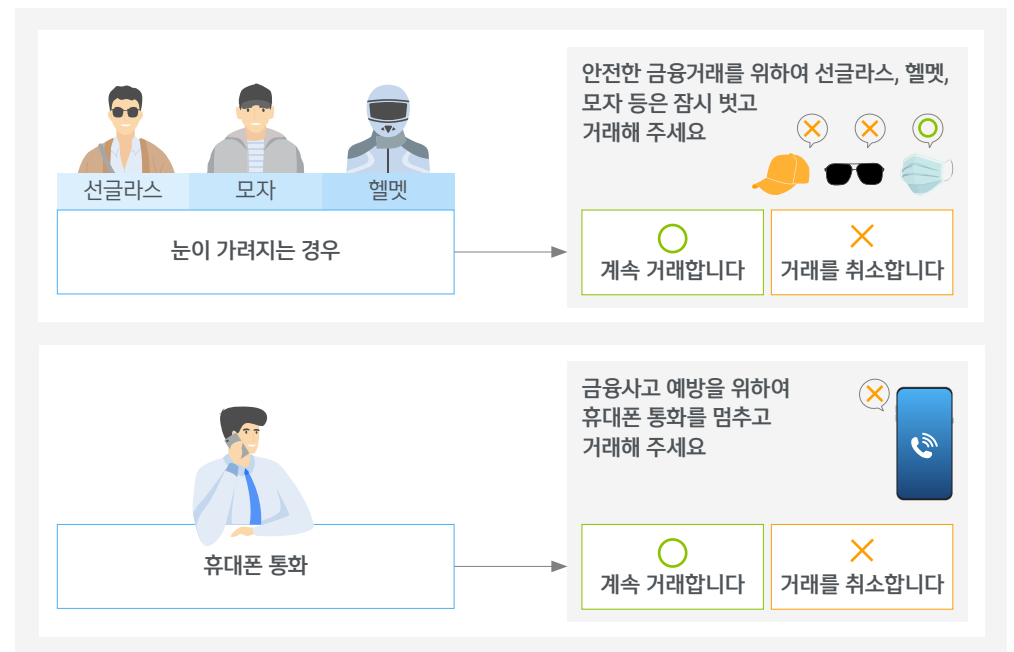 안전한 금융거래를 위하여 선글라스, 헬멧,
모자 등은 잠시 벗고
거래해 주세요
선글라스 모자 헬멧
눈이 가려지는 경우
계속 거래합니다 거래를 취소합니다
금융사고 예방을 위하여
휴대폰 통화를 멈추고
거래해 주세요
휴대폰 통화
계속 거래합니다 거래를 취소합니다